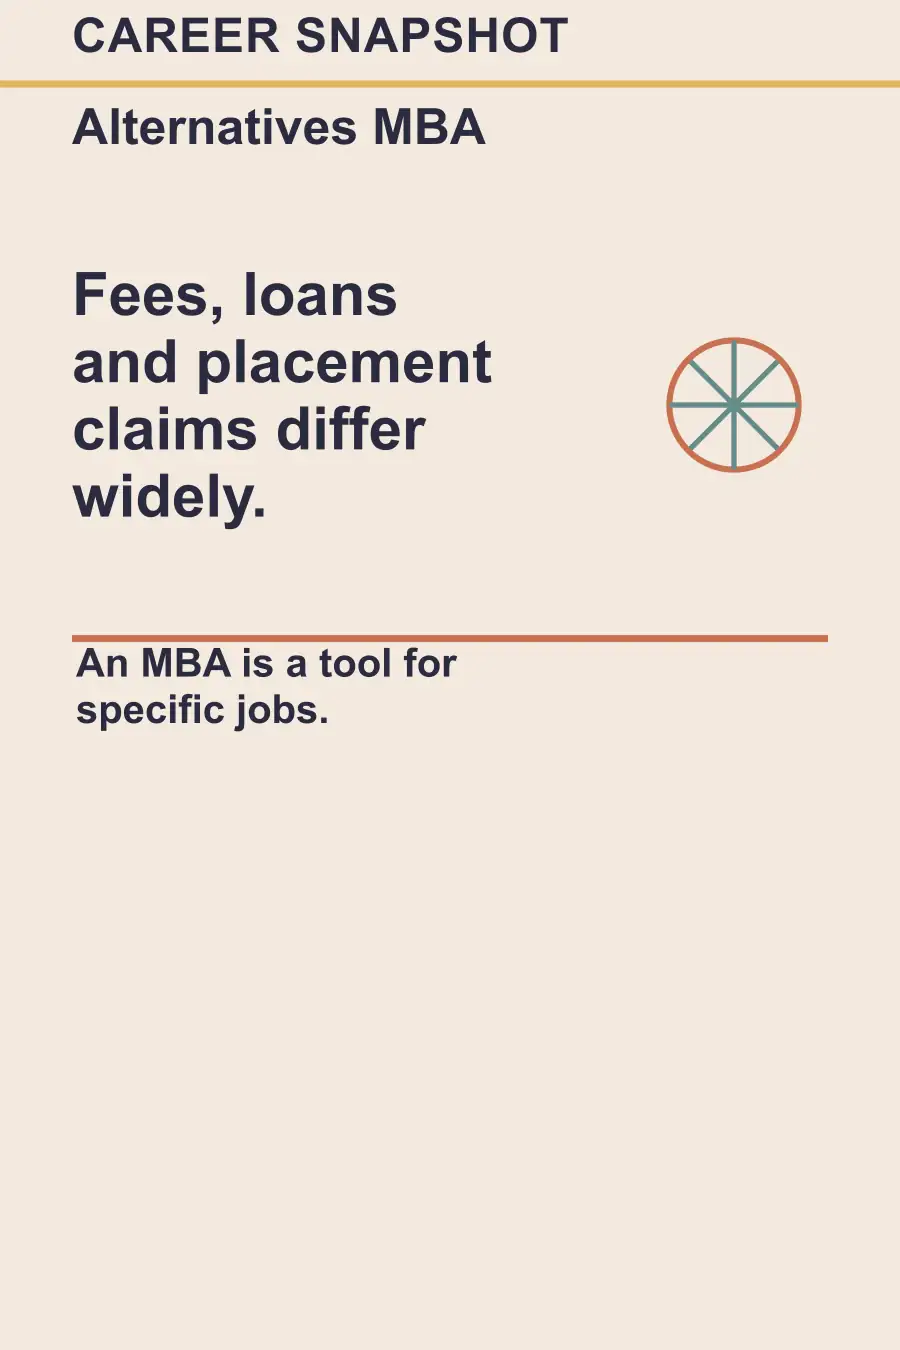 CAREER SNAPSHOT
Alternatives MBA
Fees, loans
and placement
claims differ
widely.
An MBA is a tool for
specific jobs.